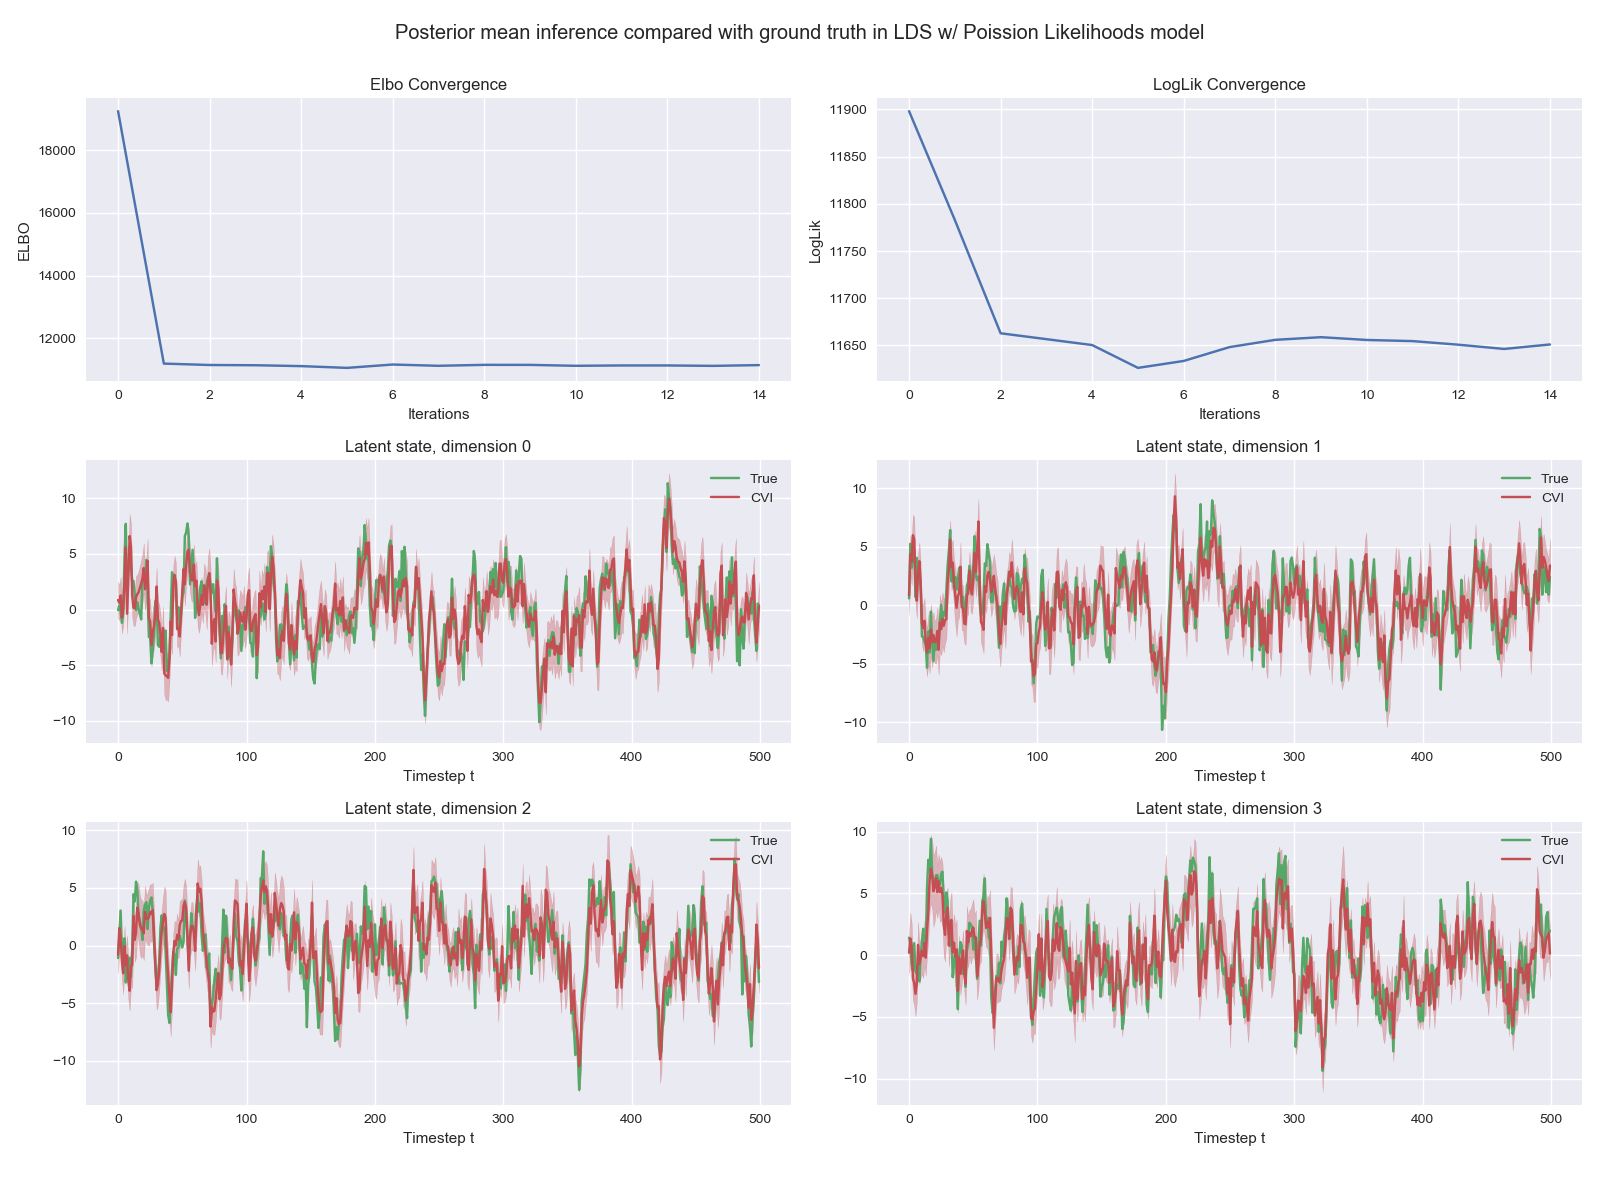 Posterior mean inference compared with ground truth in LDS w/ Poission Likelihoods model
Elbo Convergence
ELBO
18000
16000
14000
12000
0 2 4 6 8 10 12 14
Iterations
LogLik Convergence
LogLik
11900
11850
11800
11750
11700
11650
0 2 4 6 8 10 12 14
Iterations
Latent state, dimension 0
True
CVI
10
5
0
−5
−10
0 100 200 300 400 500
Timestep t
Latent state, dimension 1
True
CVI
10
5
0
−5
−10
0 100 200 300 400 500
Timestep t
Latent state, dimension 2
True
CVI
10
5
0
−5
−10
0 100 200 300 400 500
Timestep t
Latent state, dimension 3
True
CVI
10
5
0
−5
−10
0 100 200 300 400 500
Timestep t